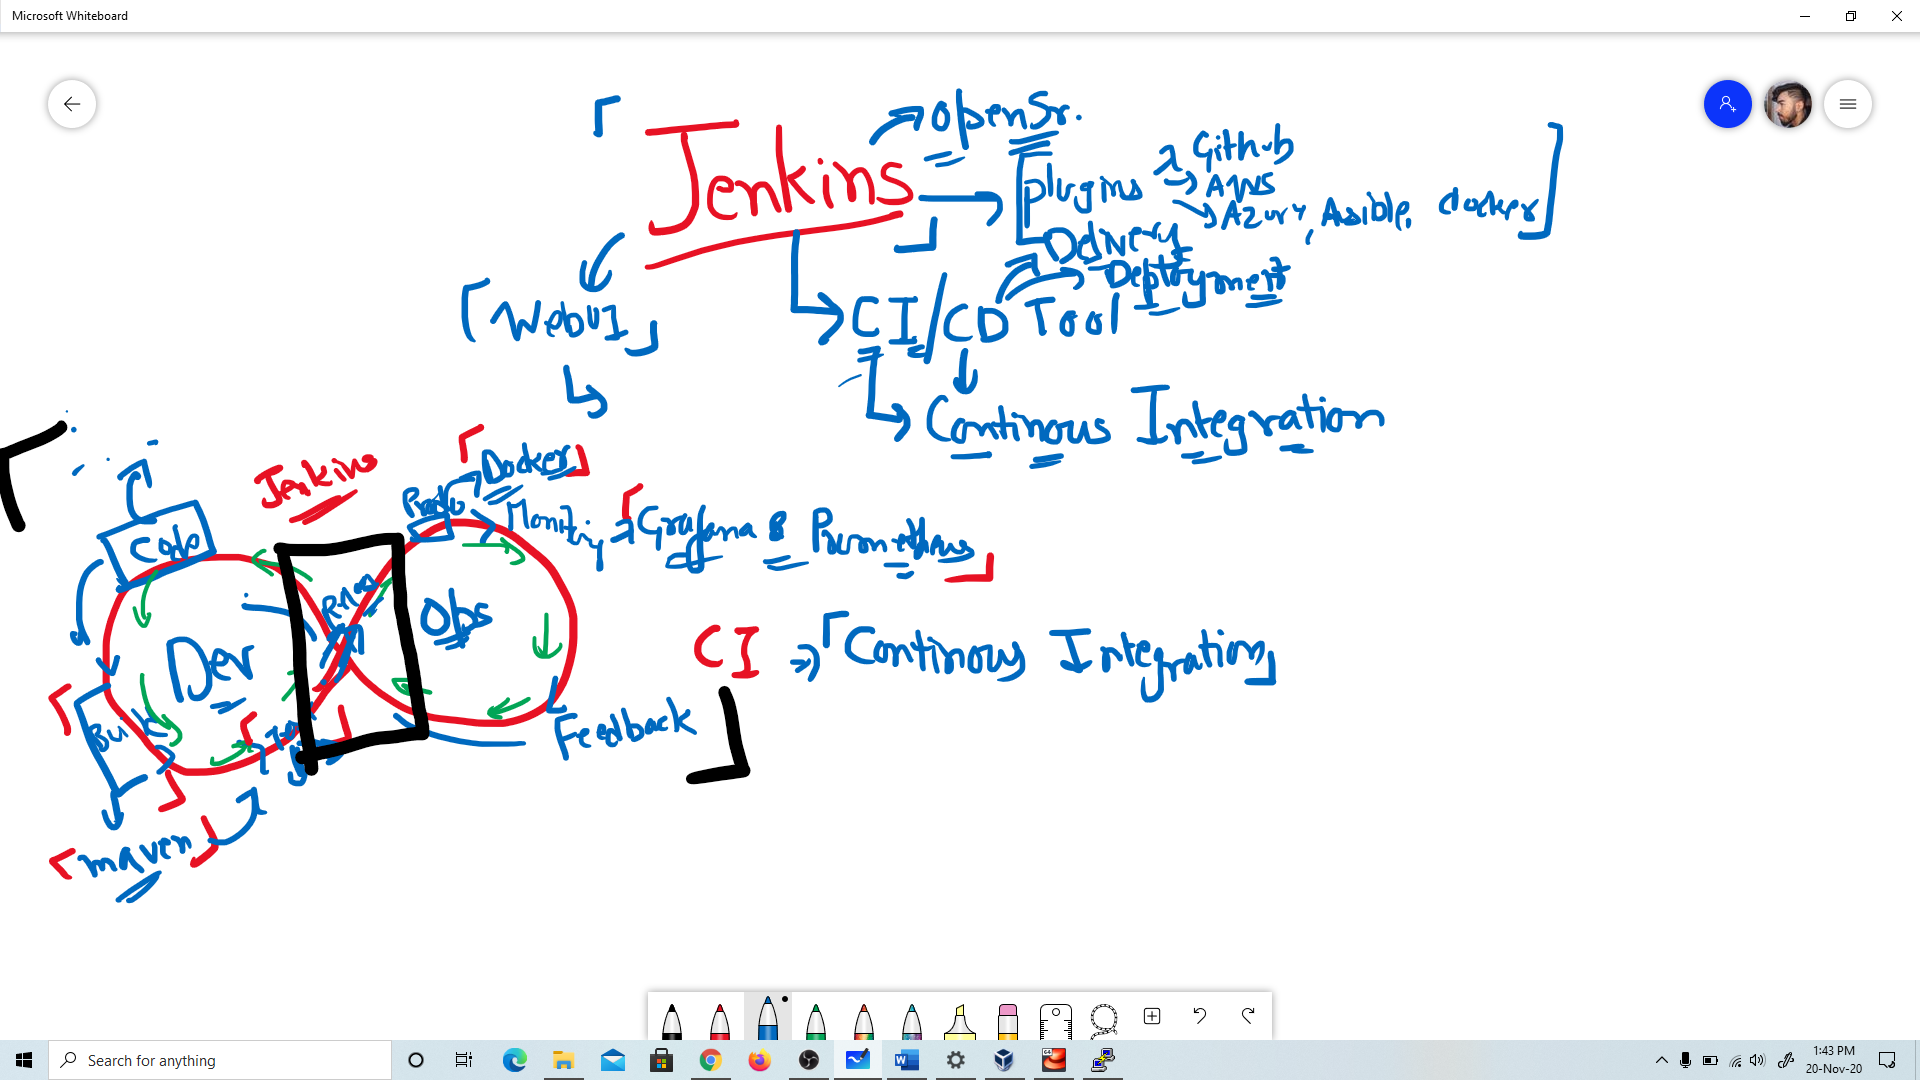 Microsoft Whiteboard
Jenkins
OpenSr.
plugins
Github
AWS
Azure, Ansible, docker
Delivery
Deployment
WebUI
CI/CD Tool
Continous Integration
Jenkins
Docker
Code
Grafana & Promethus
Dev
Ops
CI
Continous Integration
Feedback
maven
Search for anything
1:43 PM
20-Nov-20